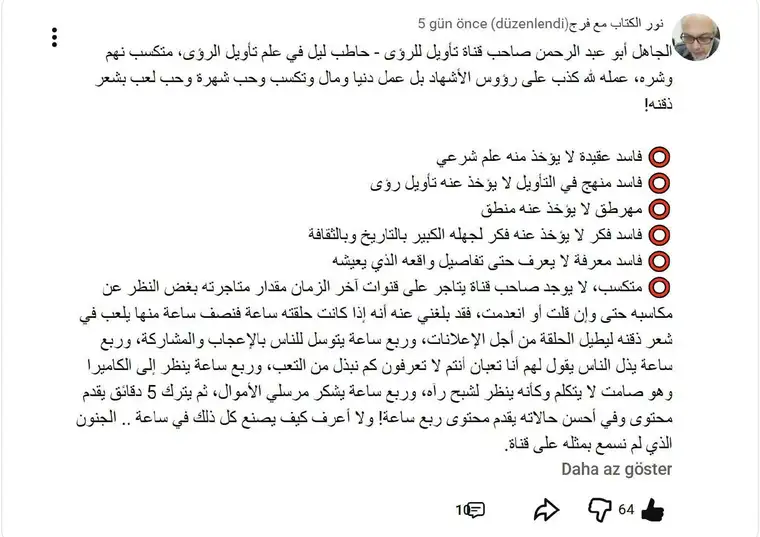 نور الكتاب مع فرج(düzenlendi) 5 gün önce
الجاهل أبو عبد الرحمن صاحب قناة تأويل للرؤى - حاطب ليل في علم تأويل الرؤى، متكسب نهم
وشره، عمله لله كذب على رؤوس الأشهاد بل عمل دنيا ومال وتكسب وحب شهرة وحب لعب بشعر
ذقنه!
⭕ فاسد عقيدة لا يؤخذ منه علم شرعي
⭕ فاسد منهج في التأويل لا يؤخذ عنه تأويل رؤى
⭕ مهرطق لا يؤخذ عنه منطق
⭕ فاسد فكر لا يؤخذ عنه فكر لجهله الكبير بالتاريخ وبالثقافة
⭕ فاسد معرفة لا يعرف حتى تفاصيل واقعه الذي يعيشه
⭕ متكسب، لا يوجد صاحب قناة يتاجر على قنوات آخر الزمان مقدار متاجرته بغض النظر عن
مكاسبه حتى وإن قلت أو انعدمت، فقد بلغني عنه أنه إذا كانت حلقته ساعة فنصف ساعة منها يلعب في
شعر ذقنه ليطيل الحلقة من أجل الإعلانات، وربع ساعة يتوسل للناس بالإعجاب والمشاركة، وربع
ساعة يذل الناس يقول لهم أنا تعبان أنتم لا تعرفون كم نبذل من التعب، وربع ساعة ينظر إلى الكاميرا
وهو صامت لا يتكلم وكأنه ينظر لشبح رآه، وربع ساعة يشكر مرسلي الأموال، ثم يترك 5 دقائق يقدم
محتوى وفي أحسن حالاته يقدم محتوى ربع ساعة! ولا أعرف كيف يصنع كل ذلك في ساعة .. الجنون
الذي لم نسمع بمثله على قناة.
Daha az göster
64
10